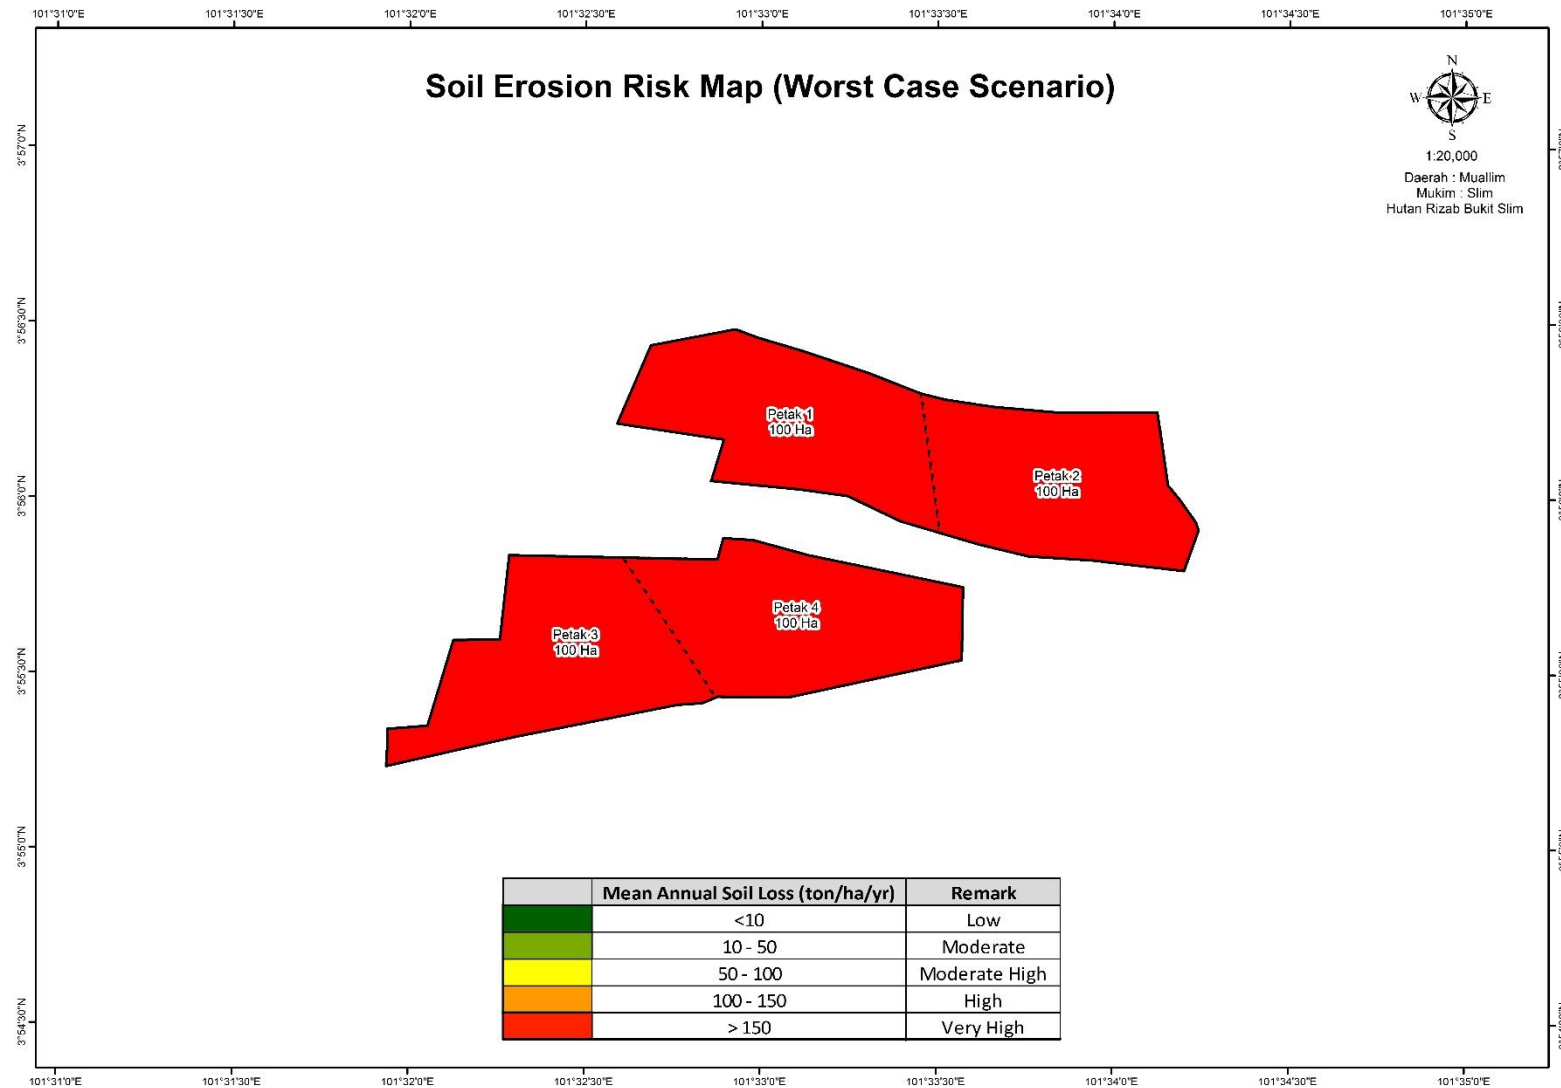 101°31'0"E 101°31'30"E 101°32'0"E 101°32'30"E 101°33'0"E 101°33'30"E 101°34'0"E 101°34'30"E 101°35'0"E
Soil Erosion Risk Map (Worst Case Scenario)
N
W E
S
1:20,000
Daerah : Muallim
Mukim : Slim
Hutan Rizab Bukit Slim
3°57'0"N
3°56'30"N
3°56'0"N
3°55'30"N
3°55'0"N
3°54'30"N
Petak 1
100 Ha
Petak 2
100 Ha
Petak 4
100 Ha
Petak 3
100 Ha
Mean Annual Soil Loss (ton/ha/yr) Remark
<10 Low
10 - 50 Moderate
50 - 100 Moderate High
100 - 150 High
> 150 Very High
101°31'0"E 101°31'30"E 101°32'0"E 101°32'30"E 101°33'0"E 101°33'30"E 101°34'0"E 101°34'30"E 101°35'0"E